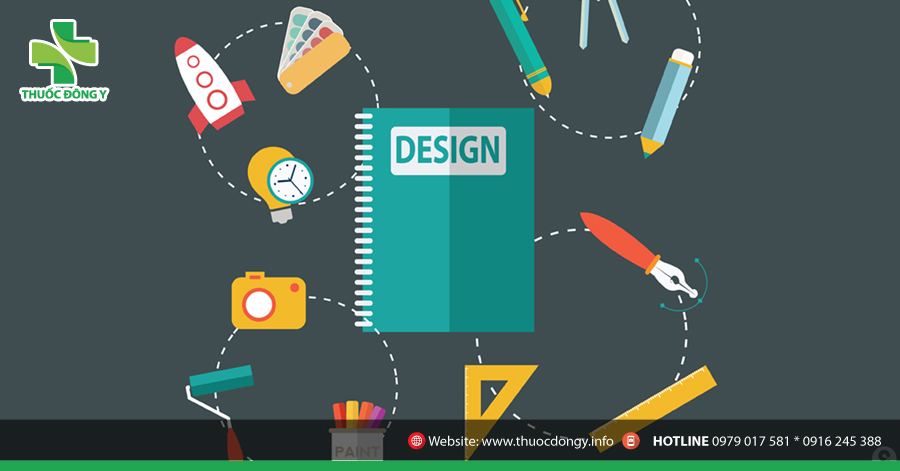 THUỐC ĐÔNG Y
DESIGN
PAINT
Website: www.thuocdongy.info HOTLINE 0979 017 581 * 0916 245 388